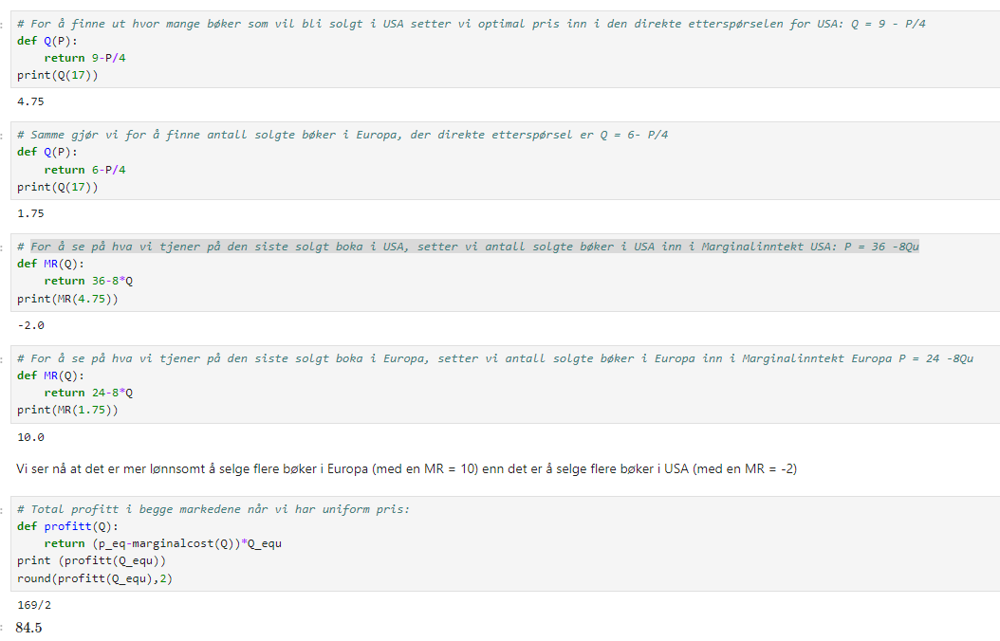 # For å finne ut hvor mange bøker som vil bli solgt i USA setter vi optimal pris inn i den direkte etterspørselen for USA: Q = 9 - P/4
def Q(P):
    return 9-P/4
print(Q(17))
4.75
# Samme gjør vi for å finne antall solgte bøker i Europa, der direkte etterspørsel er Q = 6- P/4
def Q(P):
    return 6-P/4
print(Q(17))
1.75
# For å se på hva vi tjener på den siste solgt boka i USA, setter vi antall solgte bøker i USA inn i Marginalinntekt USA: P = 36 -8Qu
def MR(Q):
    return 36-8*Q
print(MR(4.75))
-2.0
# For å se på hva vi tjener på den siste solgt boka i Europa, setter vi antall solgte bøker i Europa inn i Marginalinntekt Europa P = 24 -8Qu
def MR(Q):
    return 24-8*Q
print(MR(1.75))
10.0
Vi ser nå at det er mer lønnsomt å selge flere bøker i Europa (med en MR = 10) enn det er å selge flere bøker i USA (med en MR = -2)
# Total profitt i begge markedene når vi har uniform pris:
def profitt(Q):
    return (p_eq-marginalcost(Q))*Q_equ
print (profitt(Q_equ))
round(profitt(Q_equ),2)
169/2
84.5